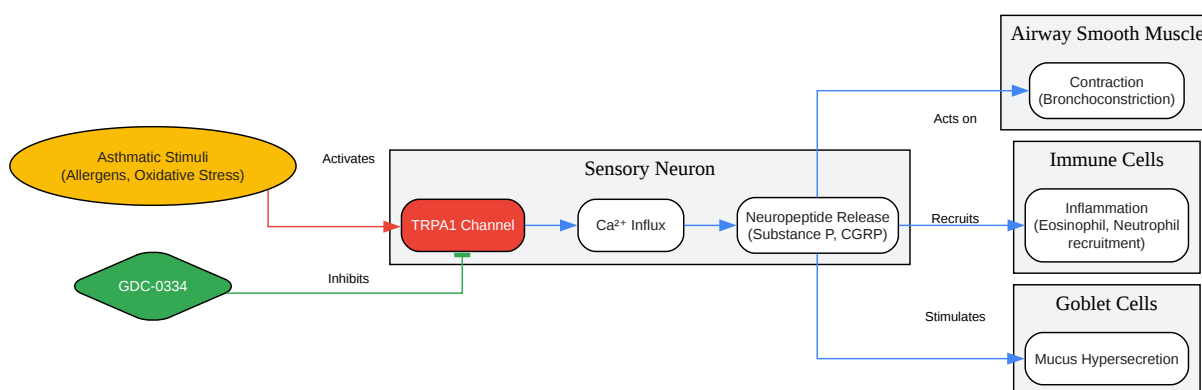 Airway Smooth Muscle
Contraction
(Bronchoconstriction)
Acts on
Asthmatic Stimuli
(Allergens, Oxidative Stress)
Activates
Sensory Neuron
TRPA1 Channel
Ca²⁺ Influx
Neuropeptide Release
(Substance P, CGRP)
Recruits
Immune Cells
Inflammation
(Eosinophil, Neutrophil
recruitment)
GDC-0334
Inhibits
Stimulates
Goblet Cells
Mucus Hypersecretion